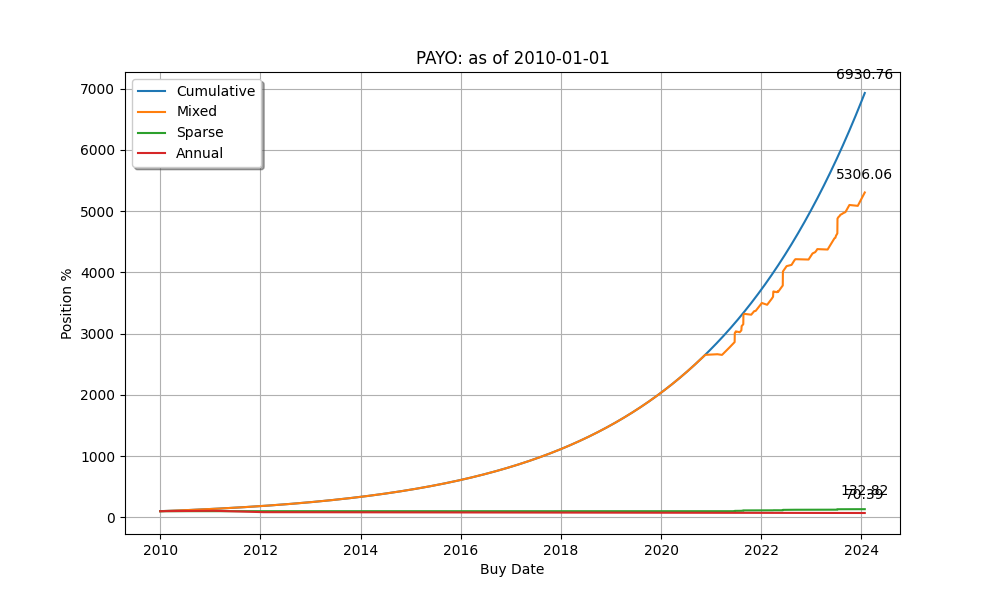 PAYO: as of 2010-01-01
6930.76
7000
Cumulative
Mixed
Sparse
Annual
6000
5306.06
5000
4000
Position %
3000
2000
1000
132.82
70.39
0
2010 2012 2014 2016 2018 2020 2022 2024
Buy Date